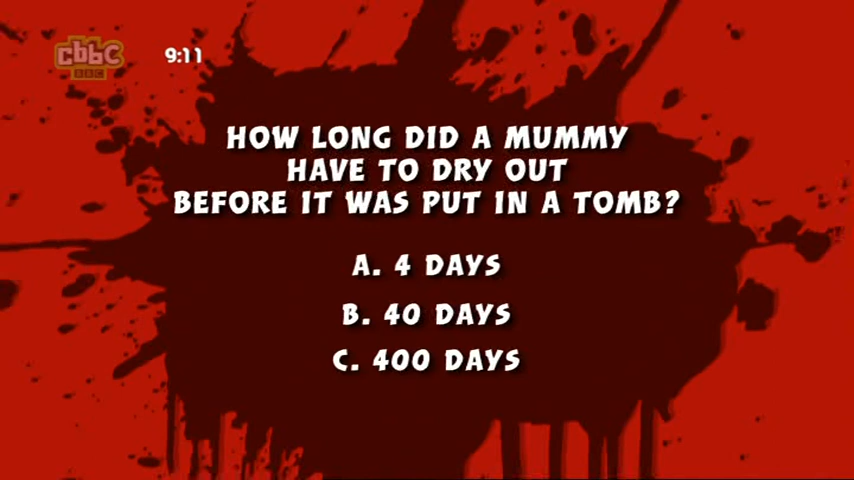 cbbc
BBC
9:11
HOW LONG DID A MUMMY
HAVE TO DRY OUT
BEFORE IT WAS PUT IN A TOMB?
A. 4 DAYS
B. 40 DAYS
C. 400 DAYS